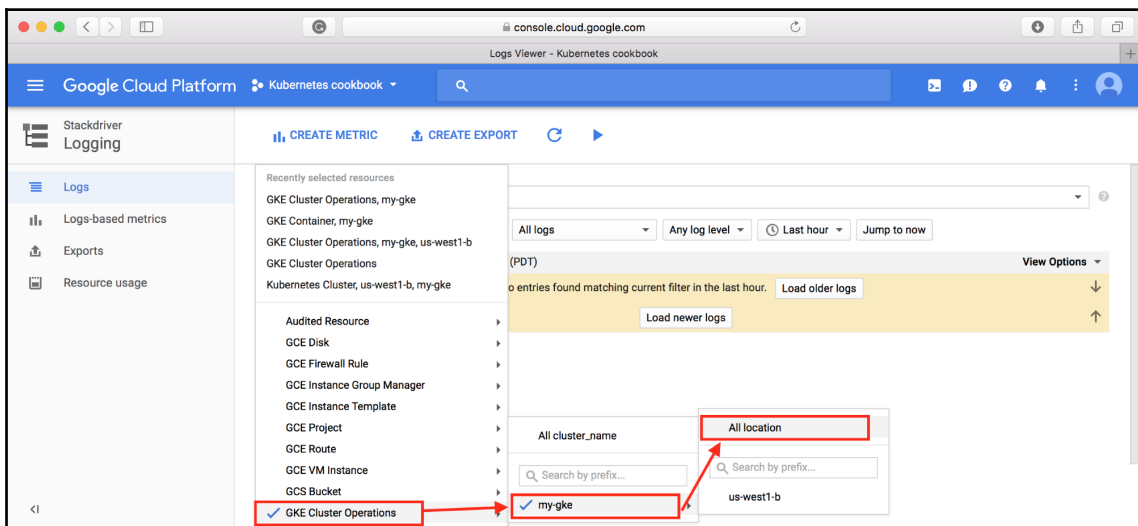 console.cloud.google.com
Logs Viewer - Kubernetes cookbook
Google Cloud Platform Kubernetes cookbook
Stackdriver
Logging
CREATE METRIC CREATE EXPORT
Logs
Logs-based metrics
Exports
Resource usage
Recently selected resources
GKE Cluster Operations, my-gke
GKE Container, my-gke
GKE Cluster Operations, my-gke, us-west1-b
GKE Cluster Operations
Kubernetes Cluster, us-west1-b, my-gke
Audited Resource
GCE Disk
GCE Firewall Rule
GCE Instance Group Manager
GCE Instance Template
GCE Project
GCE Route
GCE VM Instance
GCS Bucket
GKE Cluster Operations
All logs Any log level Last hour Jump to now
(PDT) View Options
o entries found matching current filter in the last hour. Load older logs
Load newer logs
All cluster_name
Search by prefix...
my-gke
All location
Search by prefix...
us-west1-b